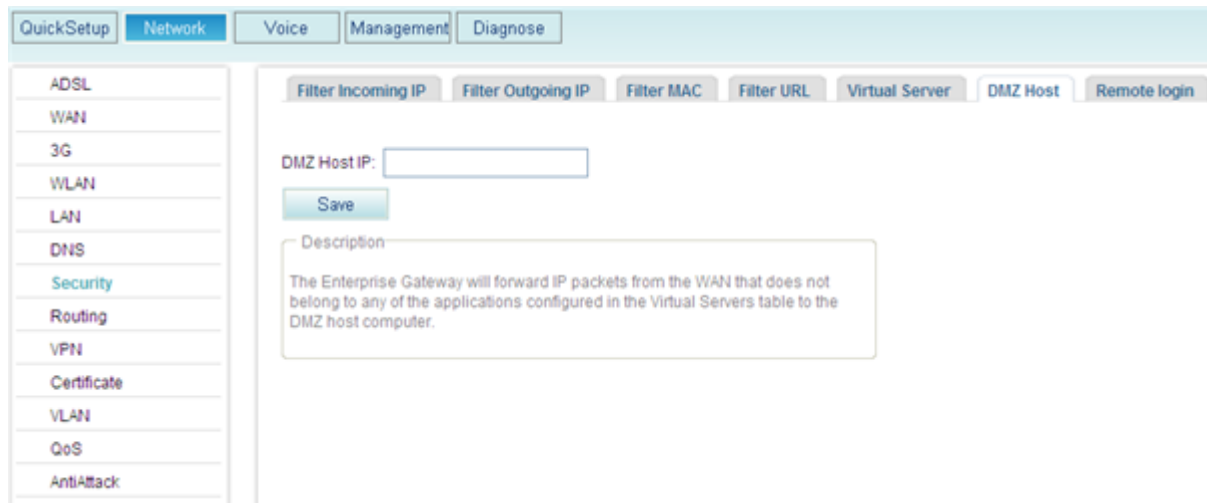 QuickSetup Network Voice Management Diagnose
ADSL
WAN
3G
WLAN
LAN
DNS
Security
Routing
VPN
Certificate
VLAN
QoS
AntiAttack
Filter Incoming IP Filter Outgoing IP Filter MAC Filter URL Virtual Server DMZ Host Remote login
DMZ Host IP:
Save
Description
The Enterprise Gateway will forward IP packets from the WAN that does not
belong to any of the applications configured in the Virtual Servers table to the
DMZ host computer.